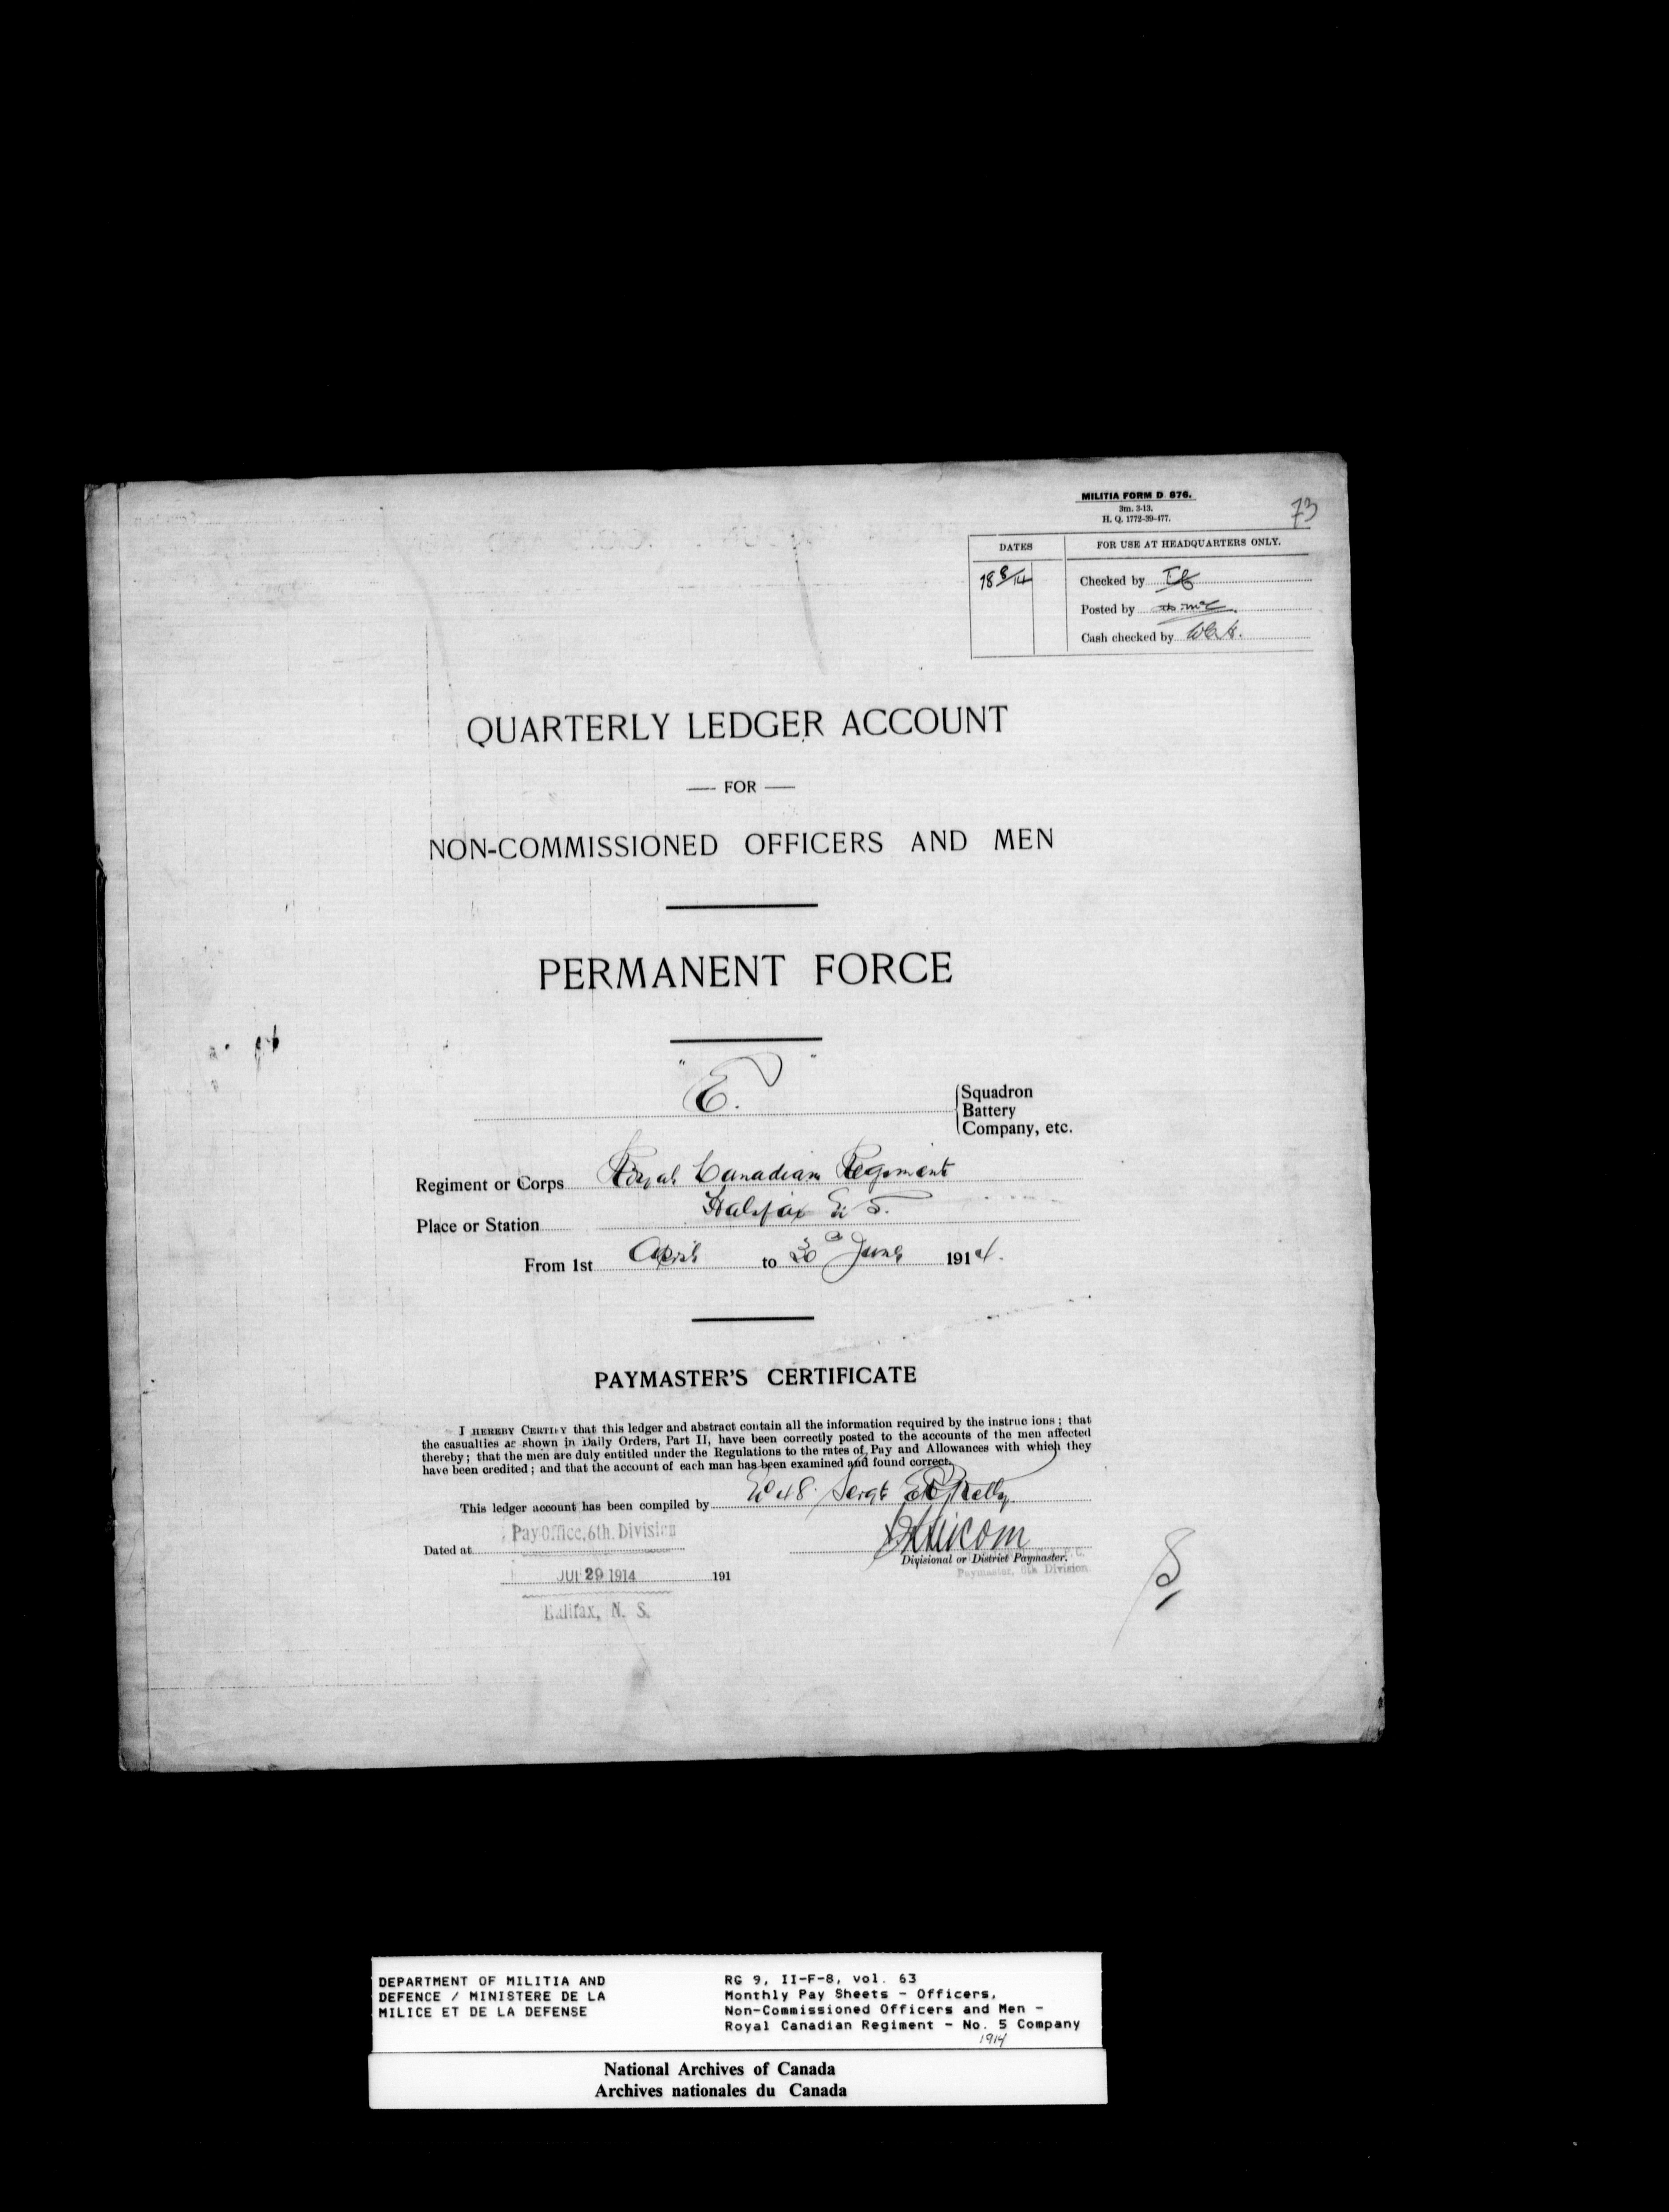 MILITIA FORM D 876.
3m. 3-13.
H. Q. 1772-39-477.
73
DATES
FOR USE AT HEADQUARTERS ONLY.
18 8/14
Checked by
Posted by
Cash checked by
QUARTERLY LEDGER ACCOUNT
— FOR —
NON-COMMISSIONED OFFICERS AND MEN
PERMANENT FORCE
"E."
Squadron
Battery
Company, etc.
Regiment or Corps Royal Canadian Regiment
Place or Station Halifax N S.
From 1st April to 30th June 1914.
PAYMASTER'S CERTIFICATE
I HEREBY CERTIFY that this ledger and abstract contain all the information required by the instruc ions; that
the casualties as shown in Daily Orders, Part II, have been correctly posted to the accounts of the men affected
thereby; that the men are duly entitled under the Regulations to the rates of Pay and Allowances with which they
have been credited; and that the account of each man has been examined and found correct.
This ledger account has been compiled by Sergt Kelly
Pay Office, 6th. Division
Dated at
Divisional or District Paymaster.
Paymaster, 6th Division.
JUL 29 1914 191
Halifax, N. S.
DEPARTMENT OF MILITIA AND
DEFENCE / MINISTERE DE LA
MILICE ET DE LA DEFENSE
RG 9, II-F-8, vol. 63
Monthly Pay Sheets - Officers,
Non-Commissioned Officers and Men -
Royal Canadian Regiment - No. 5 Company
1914
National Archives of Canada
Archives nationales du Canada